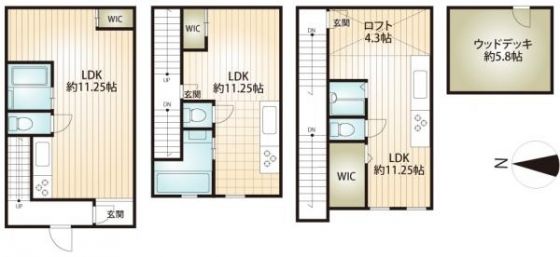 WIC
LDK
約11.25帖
UP
玄関
WIC
UP
DN
LDK
約11.25帖
玄関
玄関
ロフト
4.3帖
DN
DN
LDK
約11.25帖
WIC
ウッドデッキ
約5.8帖
N